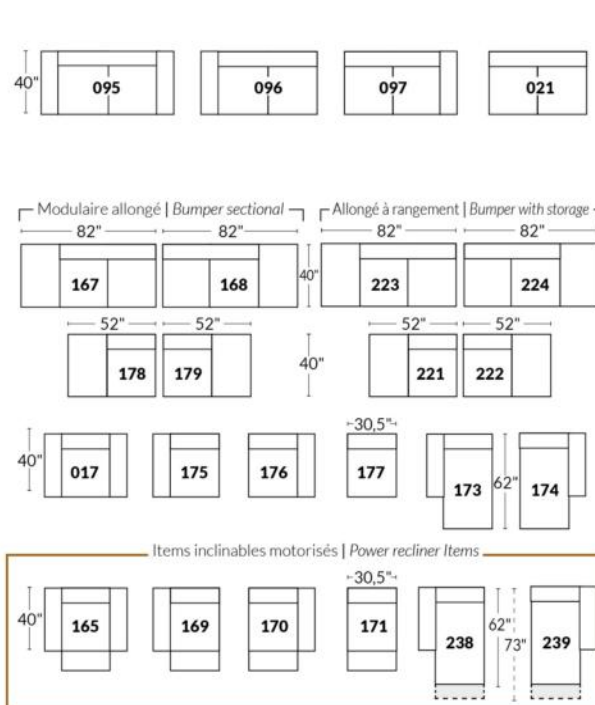 40" 095 096 097 021
Modulaire allongé | Bumper sectional Allongé à rangement | Bumper with storage
82" 82" 82" 82"
167 168 40" 223 224
52" 52" 52" 52"
178 179 40" 221 222
30,5"
40" 017 175 176 177 173 62" 174
Items inclinables motorisés | Power recliner Items
30,5"
40" 165 169 170 171 238 62" 73" 239